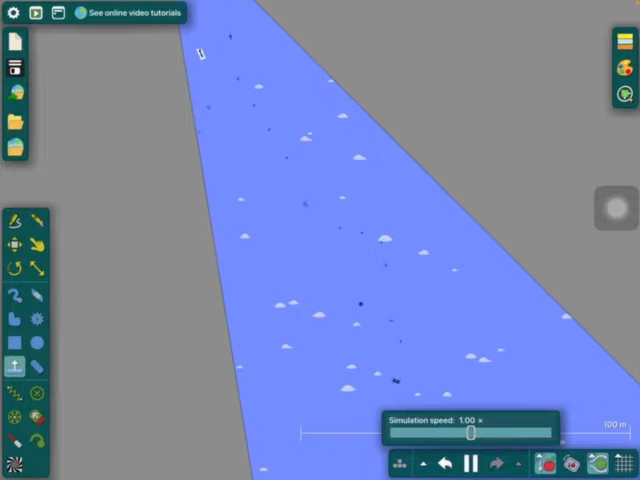 See online video tutorials
Simulation speed: 1.00 ×
100 m